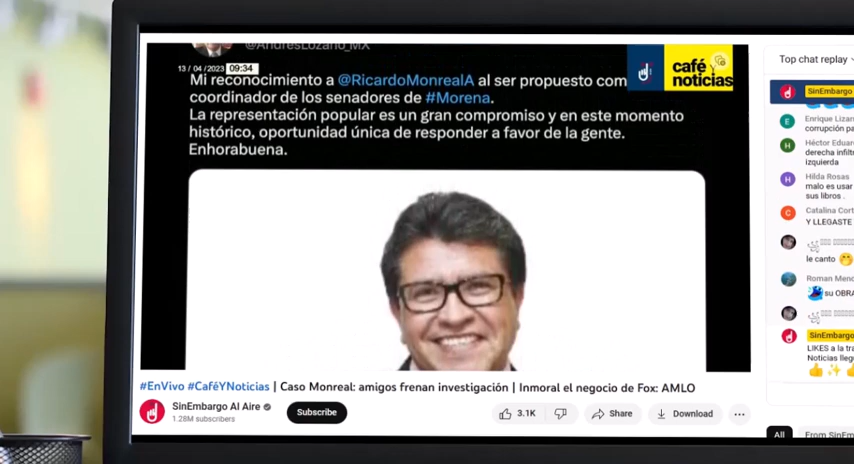 @AndresLozano_MX
13/04/2023 09:34
Mi reconocimiento a @RicardoMonrealA al ser propuesto com
coordinador de los senadores de #Morena.
La representación popular es un gran compromiso y en este momento
histórico, oportunidad única de responder a favor de la gente.
Enhorabuena.
café y
noticias
#EnVivo #CaféYNoticias | Caso Monreal: amigos frenan investigación | Inmoral el negocio de Fox: AMLO
SinEmbargo Al Aire
1.28M subscribers
Subscribe
3.1K
Share
Download
Top chat replay
SinEmbargo
Enrique Lizar
corrupción pa
Héctor Eduar
derecha infilt
izquierda
Hilda Rosas
malo es usar
sus libros .
Catalina Cort
Y LLEGASTE
le canto
Roman Mend
su OBRA
SinEmbargo
LIKES a la tra
Noticias lleg
All
From SinEm